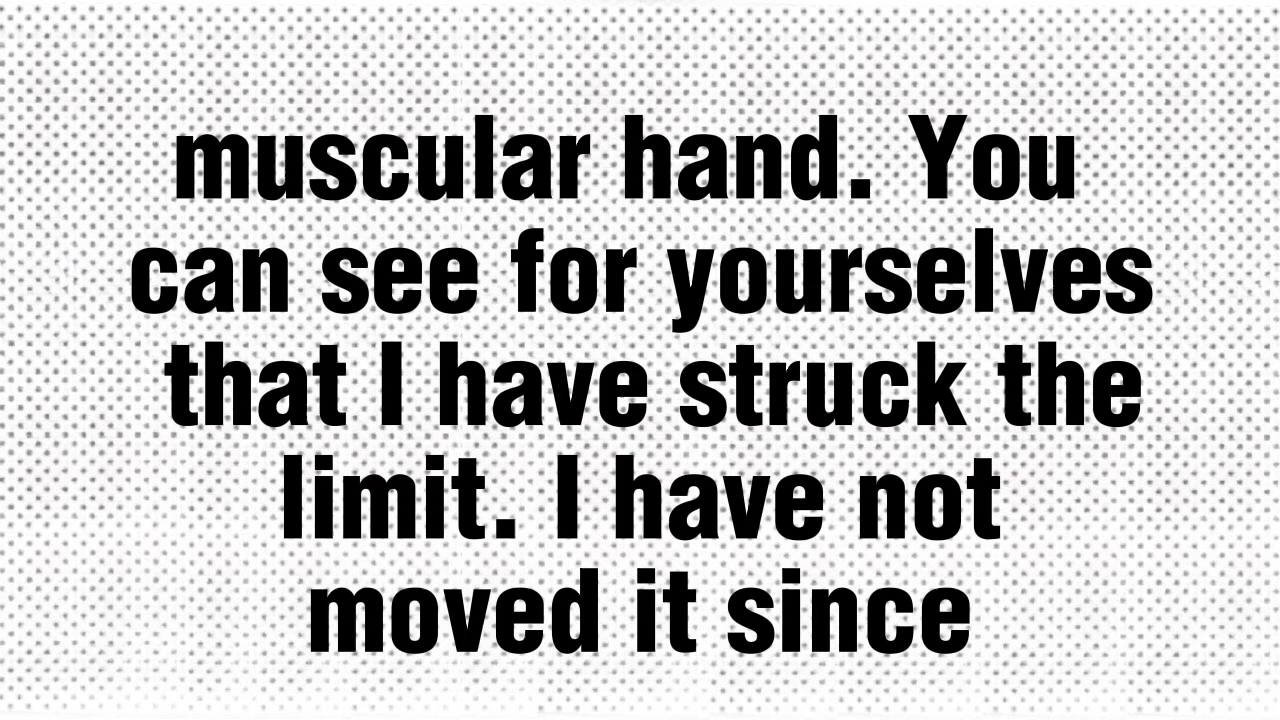 muscular hand. You
can see for yourselves
that I have struck the
limit. I have not
moved it since